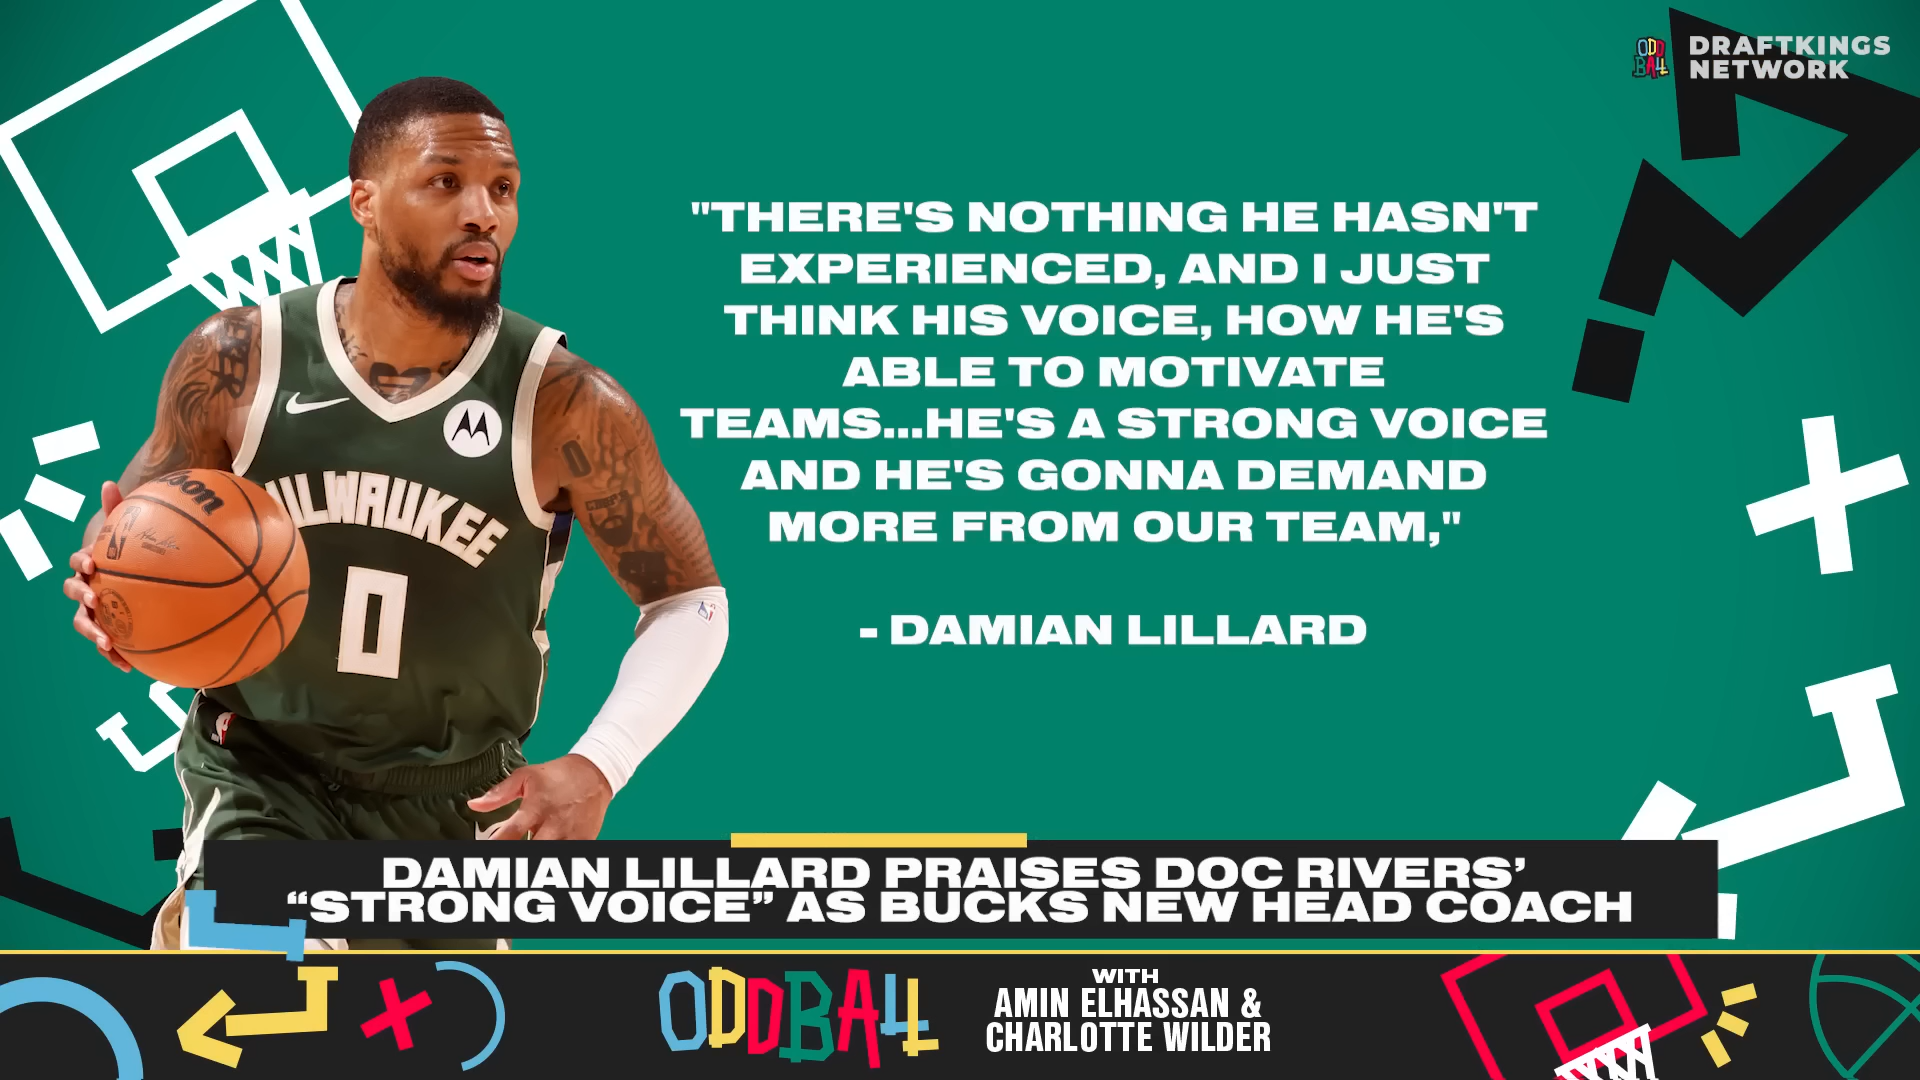 ODD
BALL
DRAFTKINGS
NETWORK
"THERE'S NOTHING HE HASN'T
EXPERIENCED, AND I JUST
THINK HIS VOICE, HOW HE'S
ABLE TO MOTIVATE
TEAMS...HE'S A STRONG VOICE
AND HE'S GONNA DEMAND
MORE FROM OUR TEAM,"
- DAMIAN LILLARD
MILWAUKEE
0
DAMIAN LILLARD PRAISES DOC RIVERS’
“STRONG VOICE” AS BUCKS NEW HEAD COACH
ODDBALL
WITH
AMIN ELHASSAN &
CHARLOTTE WILDER